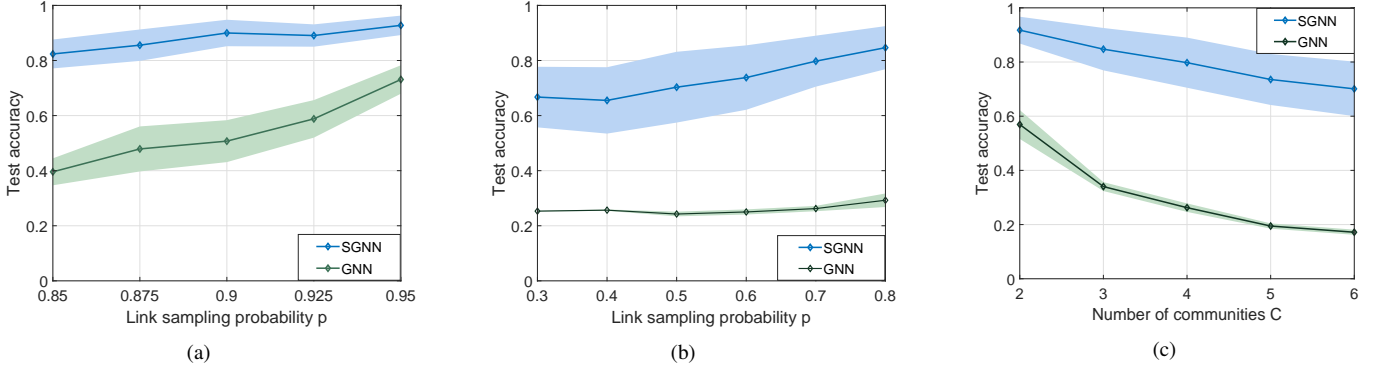 1
0.8
0.6
0.4
0.2
0
Test accuracy
SGNN
GNN
0.85 0.875 0.9 0.925 0.95
Link sampling probability p
(a)
1
0.8
0.6
0.4
0.2
0
Test accuracy
SGNN
GNN
0.3 0.4 0.5 0.6 0.7 0.8
Link sampling probability p
(b)
1
0.8
0.6
0.4
0.2
0
Test accuracy
SGNN
GNN
2 3 4 5 6
Number of communities C
(c)